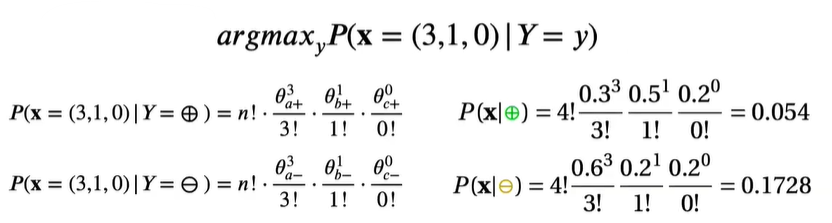 argmax_y P(x = (3,1,0) | Y = y)
P(x = (3,1,0) | Y = ⊕) = n! · θ_{a+}^3/3! · θ_{b+}^1/1! · θ_{c+}^0/0!
P(x|⊕) = 4! 0.3^3/3! 0.5^1/1! 0.2^0/0! = 0.054
P(x = (3,1,0) | Y = ⊖) = n! · θ_{a−}^3/3! · θ_{b−}^1/1! · θ_{c−}^0/0!
P(x|⊖) = 4! 0.6^3/3! 0.2^1/1! 0.2^0/0! = 0.1728